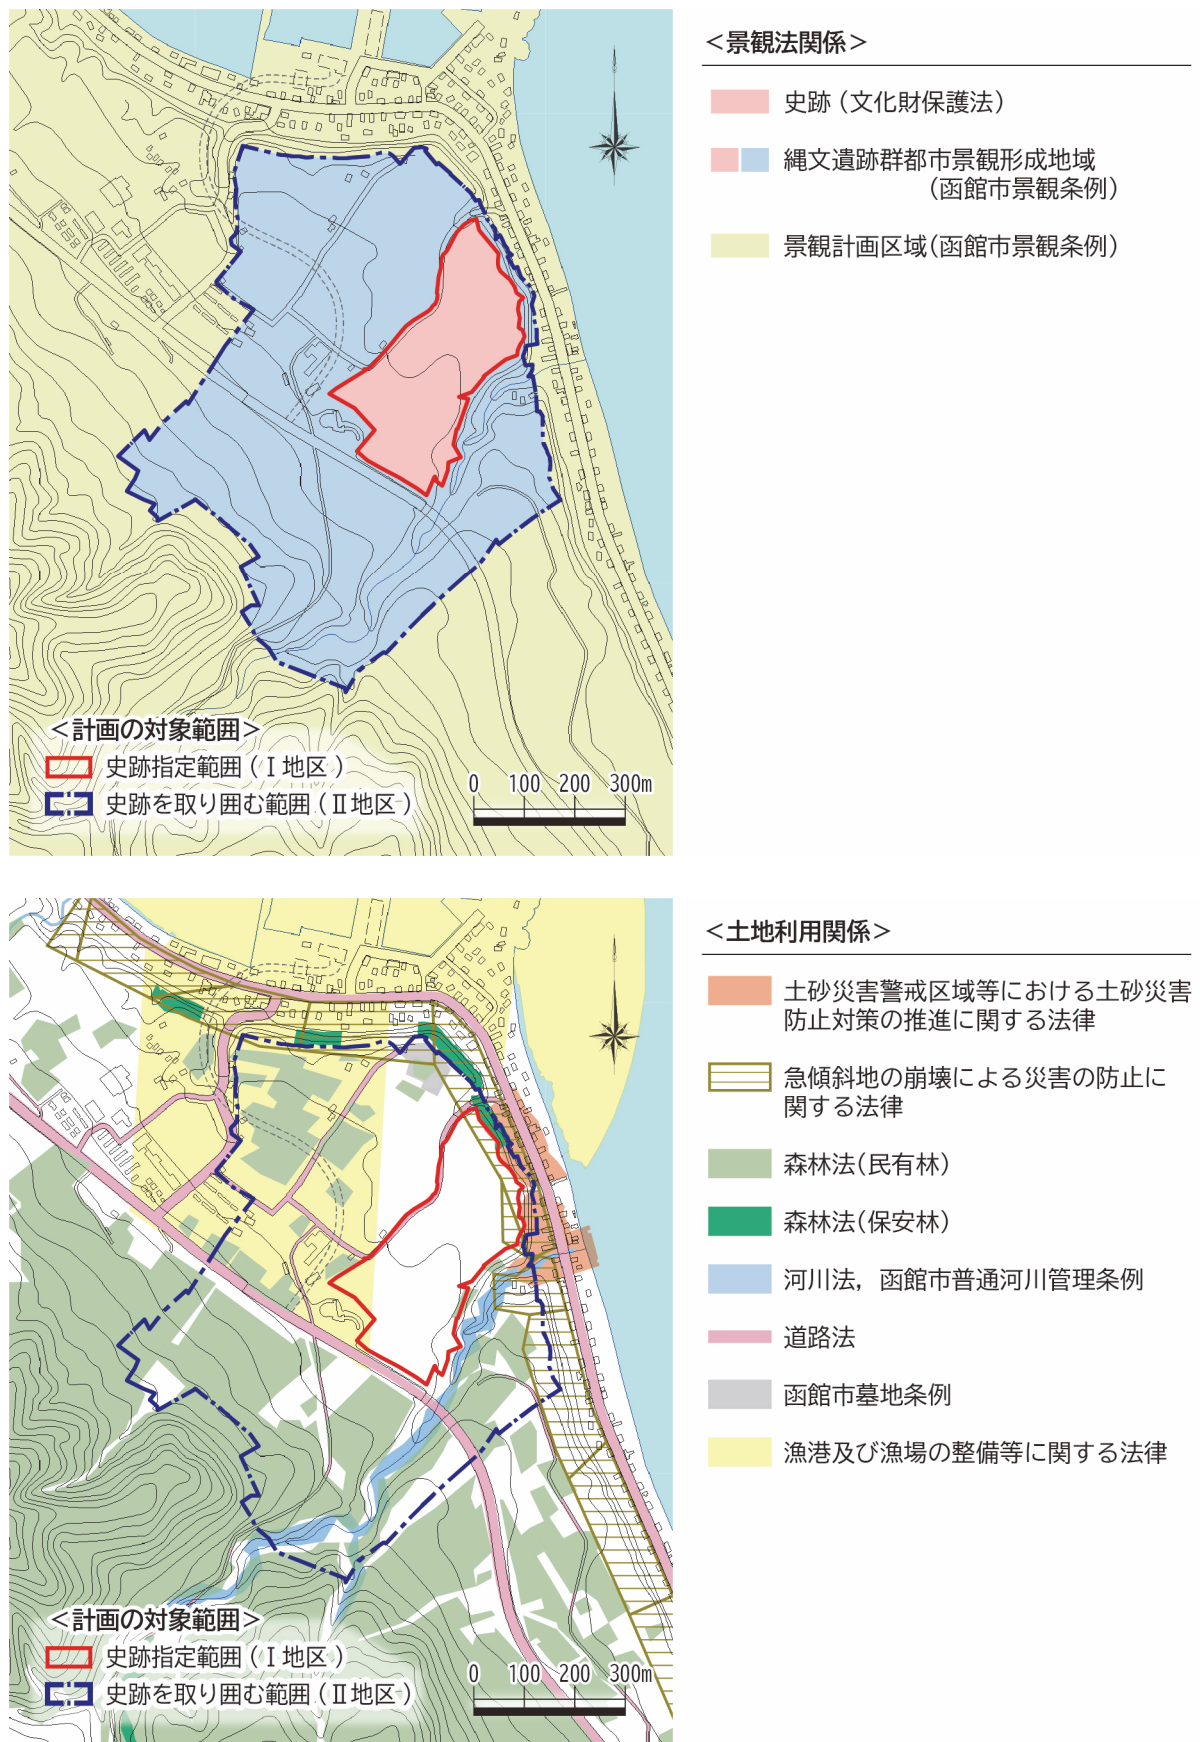 ＜景観法関係＞
史跡（文化財保護法）
縄文遺跡群都市景観形成地域
（函館市景観条例）
景観計画区域（函館市景観条例）
＜計画の対象範囲＞
史跡指定範囲（Ⅰ地区）
史跡を取り囲む範囲（Ⅱ地区）
0 100 200 300m
＜土地利用関係＞
土砂災害警戒区域等における土砂災害
防止対策の推進に関する法律
急傾斜地の崩壊による災害の防止に
関する法律
森林法（民有林）
森林法（保安林）
河川法，函館市普通河川管理条例
道路法
函館市墓地条例
漁港及び漁場の整備等に関する法律
＜計画の対象範囲＞
史跡指定範囲（Ⅰ地区）
史跡を取り囲む範囲（Ⅱ地区）
0 100 200 300m